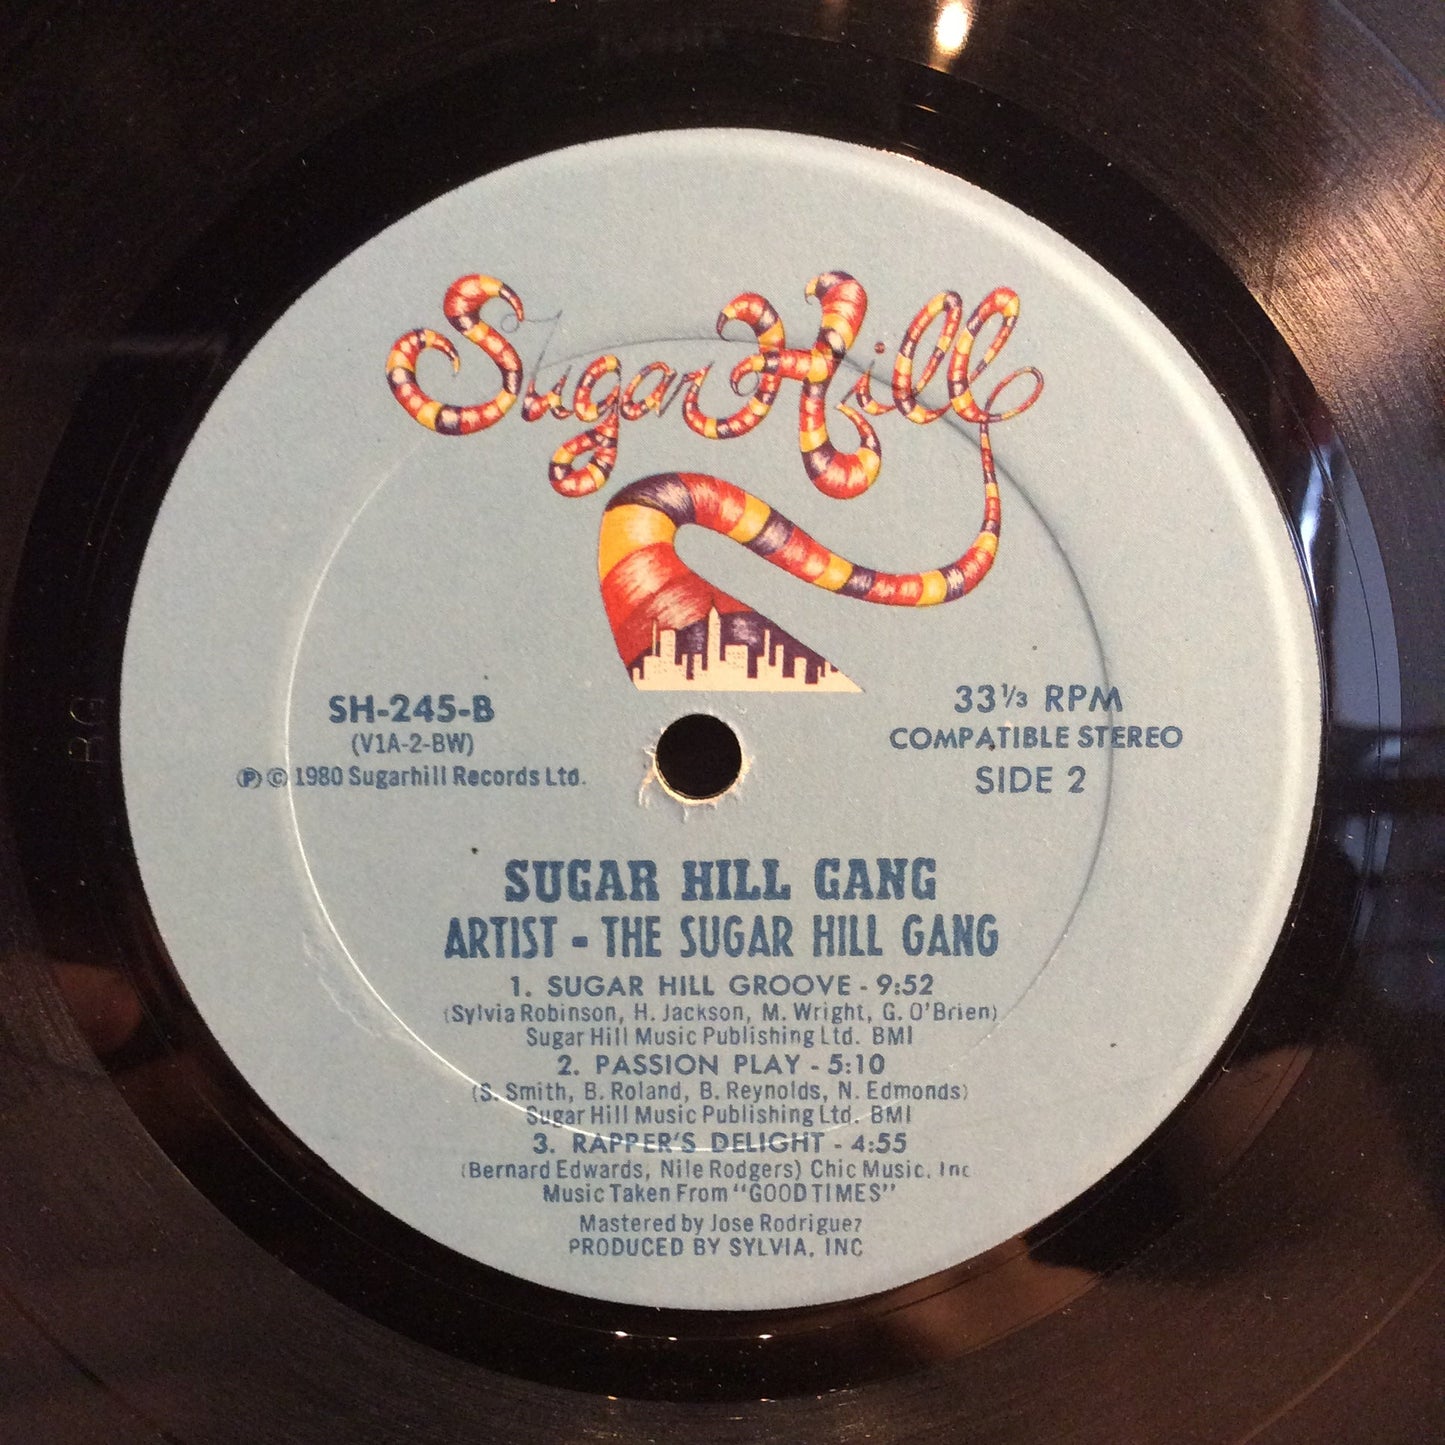 Sugar Hill
SH-245-B
(V1A-2-BW)
Ⓟ © 1980 Sugarhill Records Ltd.
33⅓ RPM
COMPATIBLE STEREO
SIDE 2
SUGAR HILL GANG
ARTIST - THE SUGAR HILL GANG
1. SUGAR HILL GROOVE - 9:52
(Sylvia Robinson, H. Jackson, M. Wright, G. O'Brien)
Sugar Hill Music Publishing Ltd. BMI
2. PASSION PLAY - 5:10
(S. Smith, B. Roland, B. Reynolds, N. Edmonds)
Sugar Hill Music Publishing Ltd. BMI
3. RAPPER'S DELIGHT - 4:55
(Bernard Edwards, Nile Rodgers) Chic Music, Inc
Music Taken From "GOOD TIMES"
Mastered by Jose Rodriguez
PRODUCED BY SYLVIA, INC